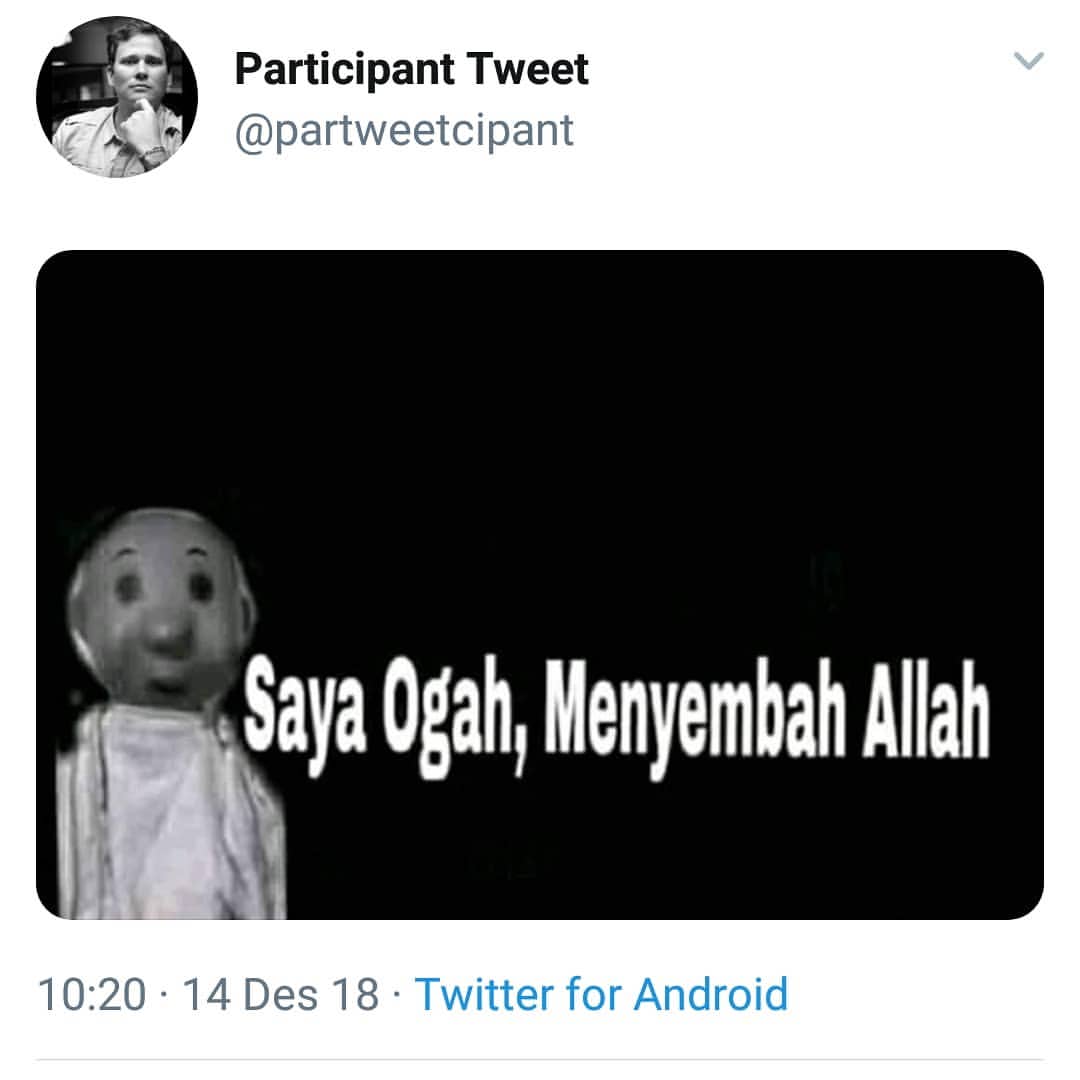 Participant Tweet
@partweetcipant
Saya Ogah, Menyembah Allah
10:20 · 14 Des 18 · Twitter for Android